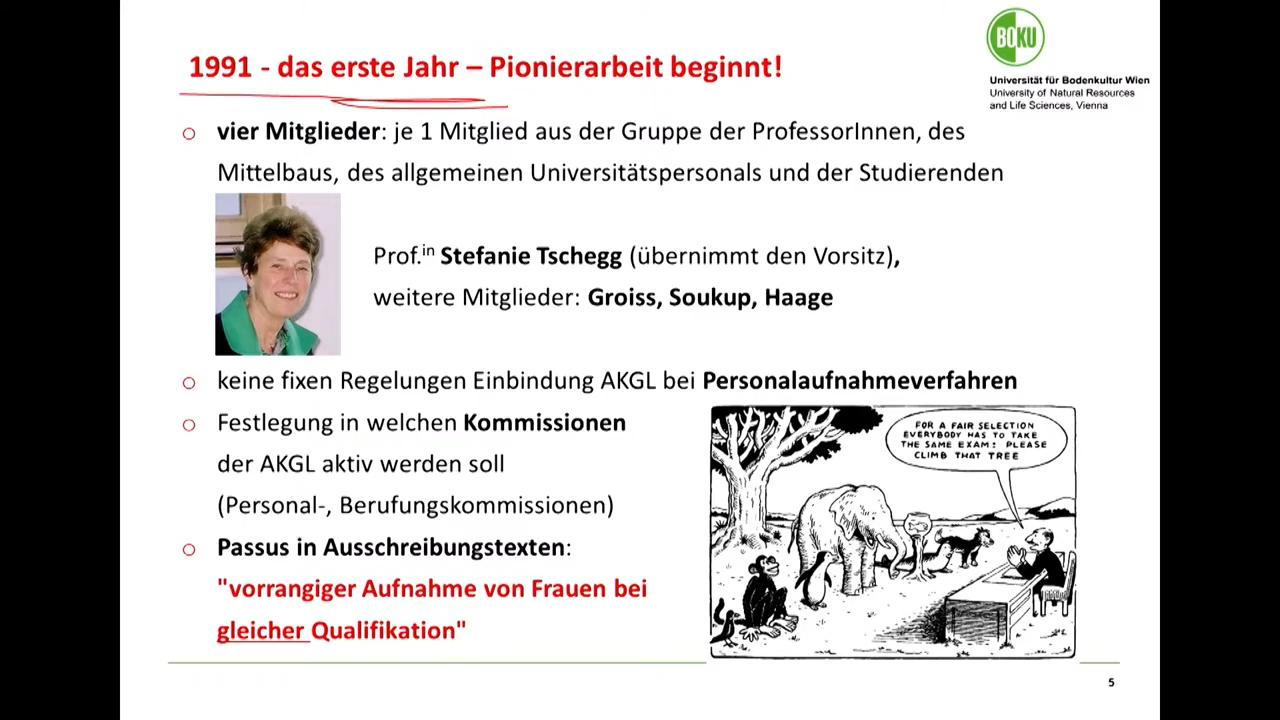 BOKU
1991 - das erste Jahr – Pionierarbeit beginnt!
Universität für Bodenkultur Wien
University of Natural Resources
and Life Sciences, Vienna
vier Mitglieder: je 1 Mitglied aus der Gruppe der ProfessorInnen, des
Mittelbaus, des allgemeinen Universitätspersonals und der Studierenden
Prof.in Stefanie Tschegg (übernimmt den Vorsitz),
weitere Mitglieder: Groiss, Soukup, Haage
keine fixen Regelungen Einbindung AKGL bei Personalaufnahmeverfahren
Festlegung in welchen Kommissionen
der AKGL aktiv werden soll
(Personal-, Berufungskommissionen)
Passus in Ausschreibungstexten:
"vorrangiger Aufnahme von Frauen bei
gleicher Qualifikation"
FOR A FAIR SELECTION
EVERYBODY HAS TO TAKE
THE SAME EXAM: PLEASE
CLIMB THAT TREE
5